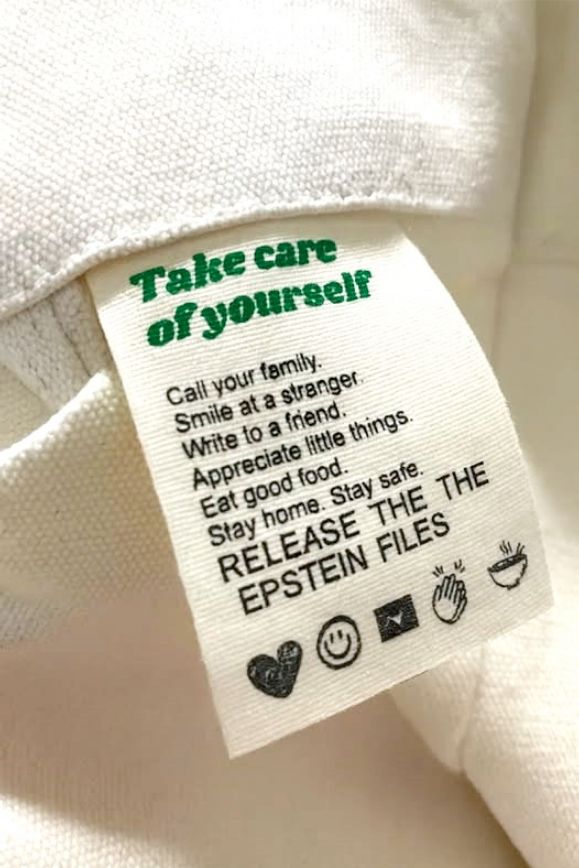 Take care
of yourself
Call your family.
Smile at a stranger.
Write to a friend.
Appreciate little things.
Eat good food.
Stay home. Stay safe.
RELEASE THE THE
EPSTEIN FILES